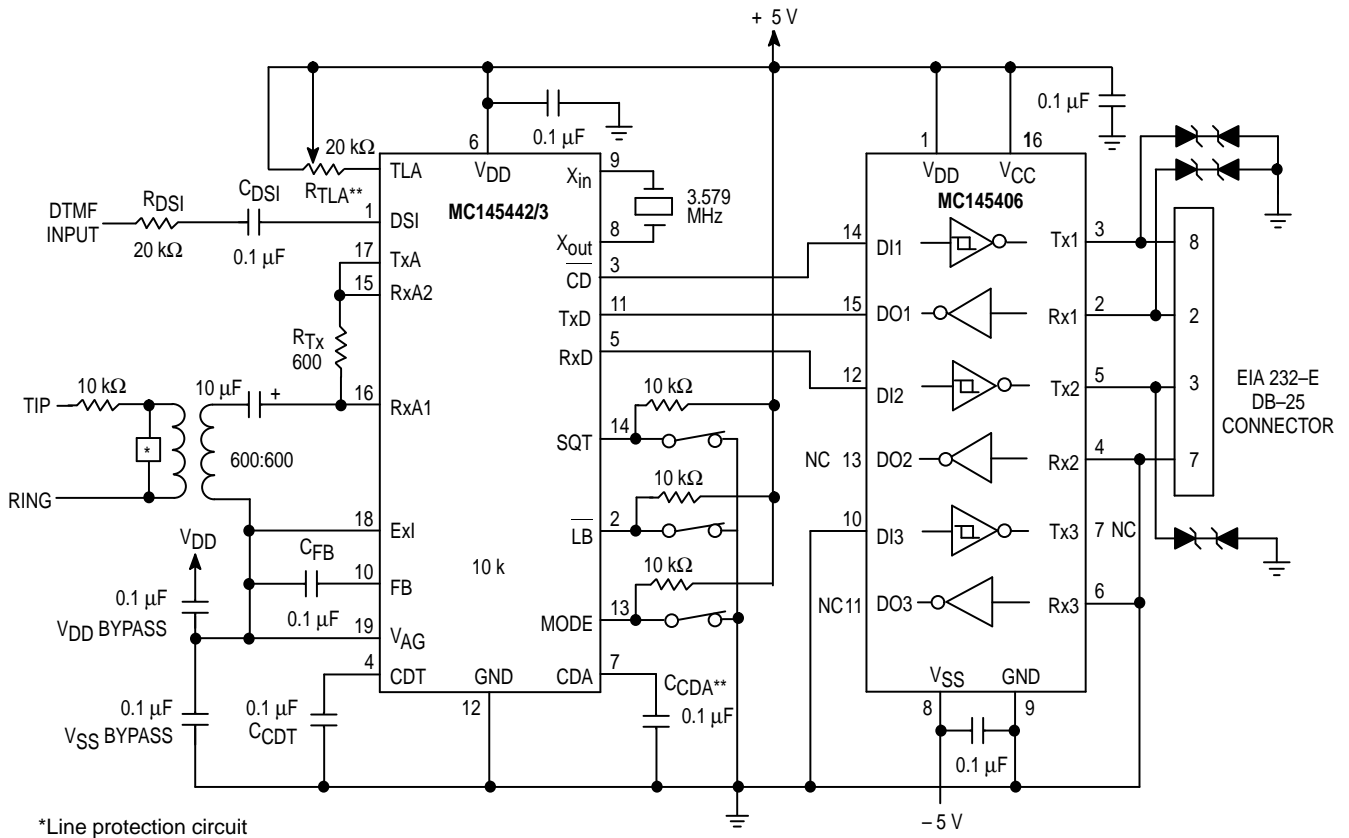 + 5 V
0.1 µF
0.1 µF
20 kΩ
RTLA**
6
VDD
TLA
MC145442/3
DTMF
INPUT
RDSI
20 kΩ
CDSI
0.1 µF
1
DSI
17
TxA
15
RxA2
RTx
600
TIP
10 kΩ
*
RING
600:600
10 µF
+
16
RxA1
18
ExI
CFB
0.1 µF
10
FB
10 k
VDD
0.1 µF
VDD BYPASS
19
VAG
0.1 µF
VSS BYPASS
4
CDT
0.1 µF
CCDT
GND
12
CDA
7
CCDA**
0.1 µF
9
Xin
3.579
MHz
8
Xout
3
CD
11
TxD
5
RxD
10 kΩ
14
SQT
10 kΩ
2
LB
10 kΩ
13
MODE
1
VDD
16
VCC
MC145406
14
DI1
Tx1
3
15
DO1
Rx1
2
12
DI2
Tx2
5
NC 13
DO2
Rx2
4
10
DI3
Tx3
7 NC
NC11
DO3
Rx3
6
VSS
8
GND
9
0.1 µF
– 5 V
8
2
3
7
EIA 232–E
DB–25
CONNECTOR
*Line protection circuit